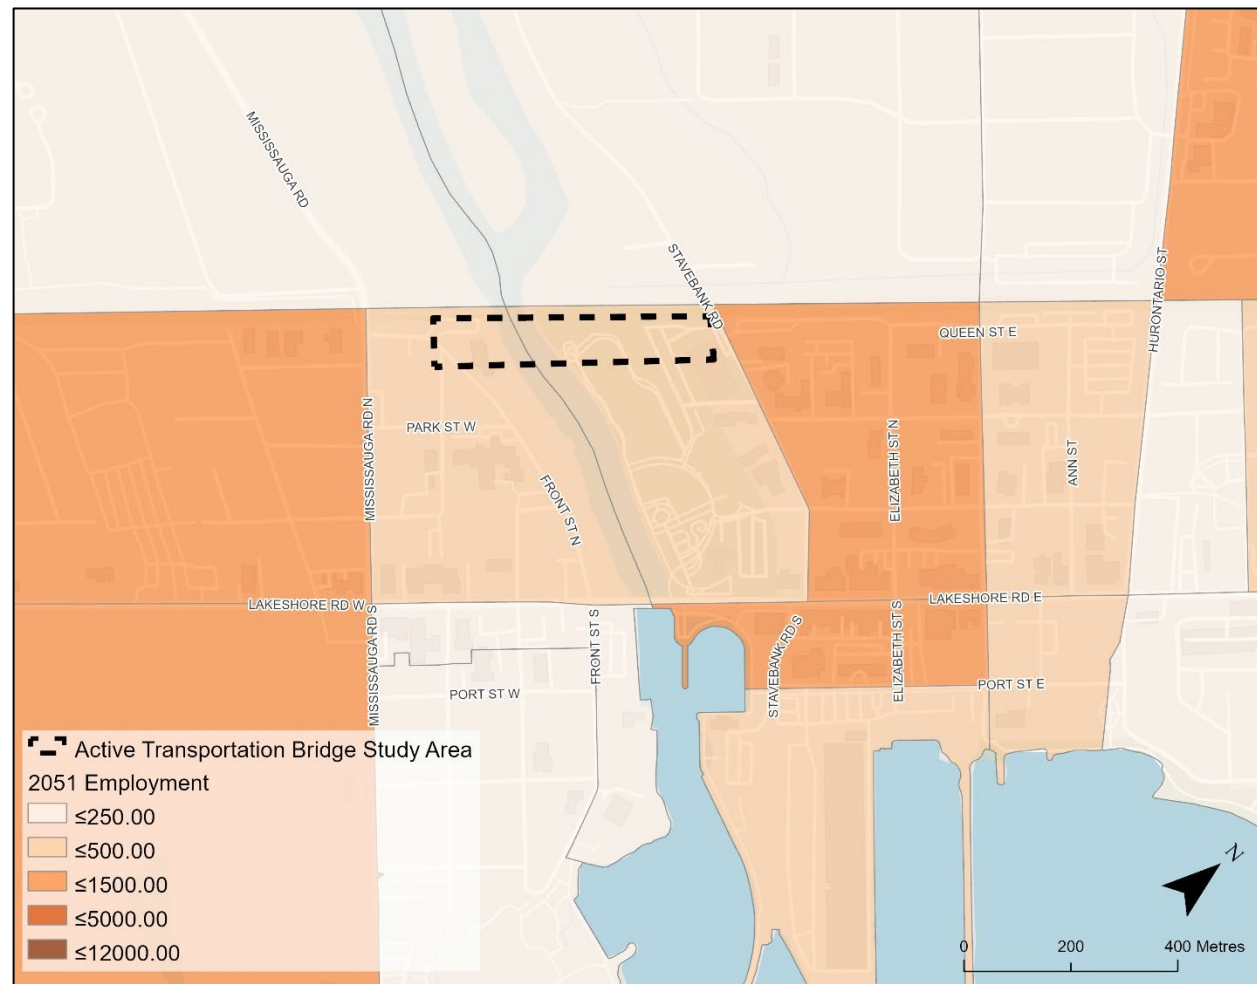 MISSISSAUGA RD
STAVEBANK RD
HURONTARIO ST
QUEEN ST E
MISSISSAUGA RD N
PARK ST W
FRONT ST N
ELIZABETH ST N
ANN ST
LAKESHORE RD W
LAKESHORE RD E
MISSISSAUGA RD S
FRONT ST S
STAVEBANK RD S
ELIZABETH ST S
PORT ST W
PORT ST E
Active Transportation Bridge Study Area
2051 Employment
≤250.00
≤500.00
≤1500.00
≤5000.00
≤12000.00
N
0 200 400 Metres